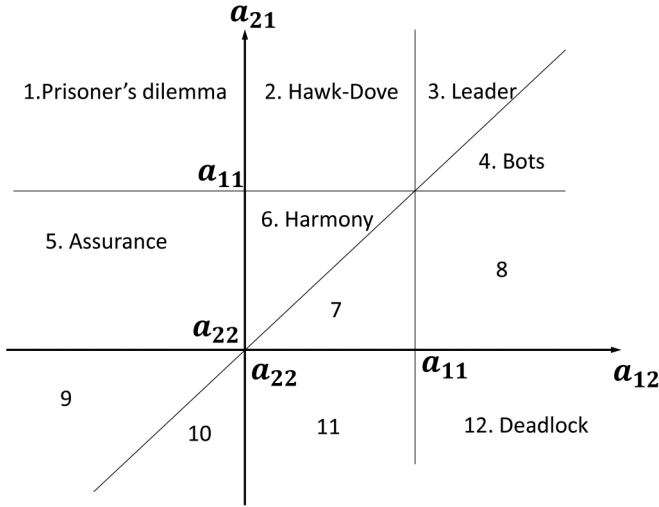 a21
1.Prisoner's dilemma
2. Hawk-Dove
3. Leader
4. Bots
a11
6. Harmony
5. Assurance
8
7
a22
a22
a11
a12
9
10
11
12. Deadlock